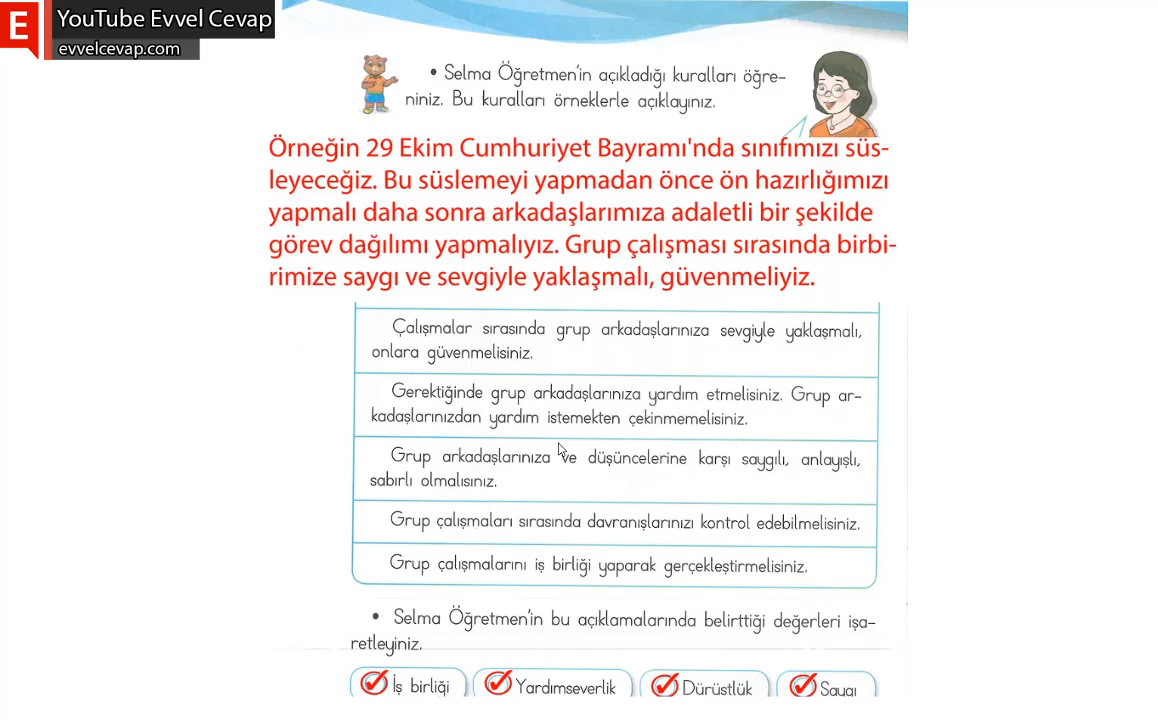 E
YouTube Evvel Cevap
evvelcevap.com
• Selma Öğretmen'in açıkladığı kuralları öğre-
niniz. Bu kuralları örneklerle açıklayınız.
Örneğin 29 Ekim Cumhuriyet Bayramı'nda sınıfımızı süs-
leyeceğiz. Bu süslemeyi yapmadan önce ön hazırlığımızı
yapmalı daha sonra arkadaşlarımıza adaletli bir şekilde
görev dağılımı yapmalıyız. Grup çalışması sırasında birbi-
rimize saygı ve sevgiyle yaklaşmalı, güvenmeliyiz.
Çalışmalar sırasında grup arkadaşlarınıza sevgiyle yaklaşmalı,
onlara güvenmelisiniz.
Gerektiğinde grup arkadaşlarınıza yardım etmelisiniz. Grup ar-
kadaşlarınızdan yardım istemekten çekinmemelisiniz.
Grup arkadaşlarınıza ve düşüncelerine karşı saygılı, anlayışlı,
sabırlı olmalısınız.
Grup çalışmaları sırasında davranışlarınızı kontrol edebilmelisiniz.
Grup çalışmalarını iş birliği yaparak gerçekleştirmelisiniz.
• Selma Öğretmen'in bu açıklamalarında belirttiği değerleri işa-
retleyiniz.
İş birliği Yardımseverlik Dürüstlük Saygı